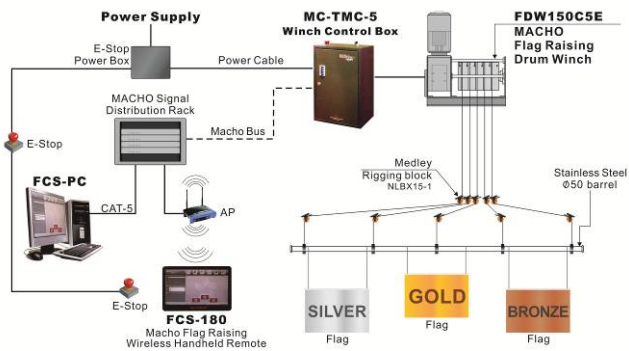 Power Supply
MC-TMC-5
Winch Control Box
FDW150C5E
MACHO
Flag Raising
Drum Winch
E-Stop
Power Box
Power Cable
MACHO Signal
Distribution Rack
Macho Bus
E-Stop
FCS-PC
CAT-5
AP
Medley
Rigging block
NLBX15-1
Stainless Steel
Ø50 barrel
E-Stop
FCS-180
Macho Flag Raising
Wireless Handheld Remote
SILVER
Flag
GOLD
Flag
BRONZE
Flag